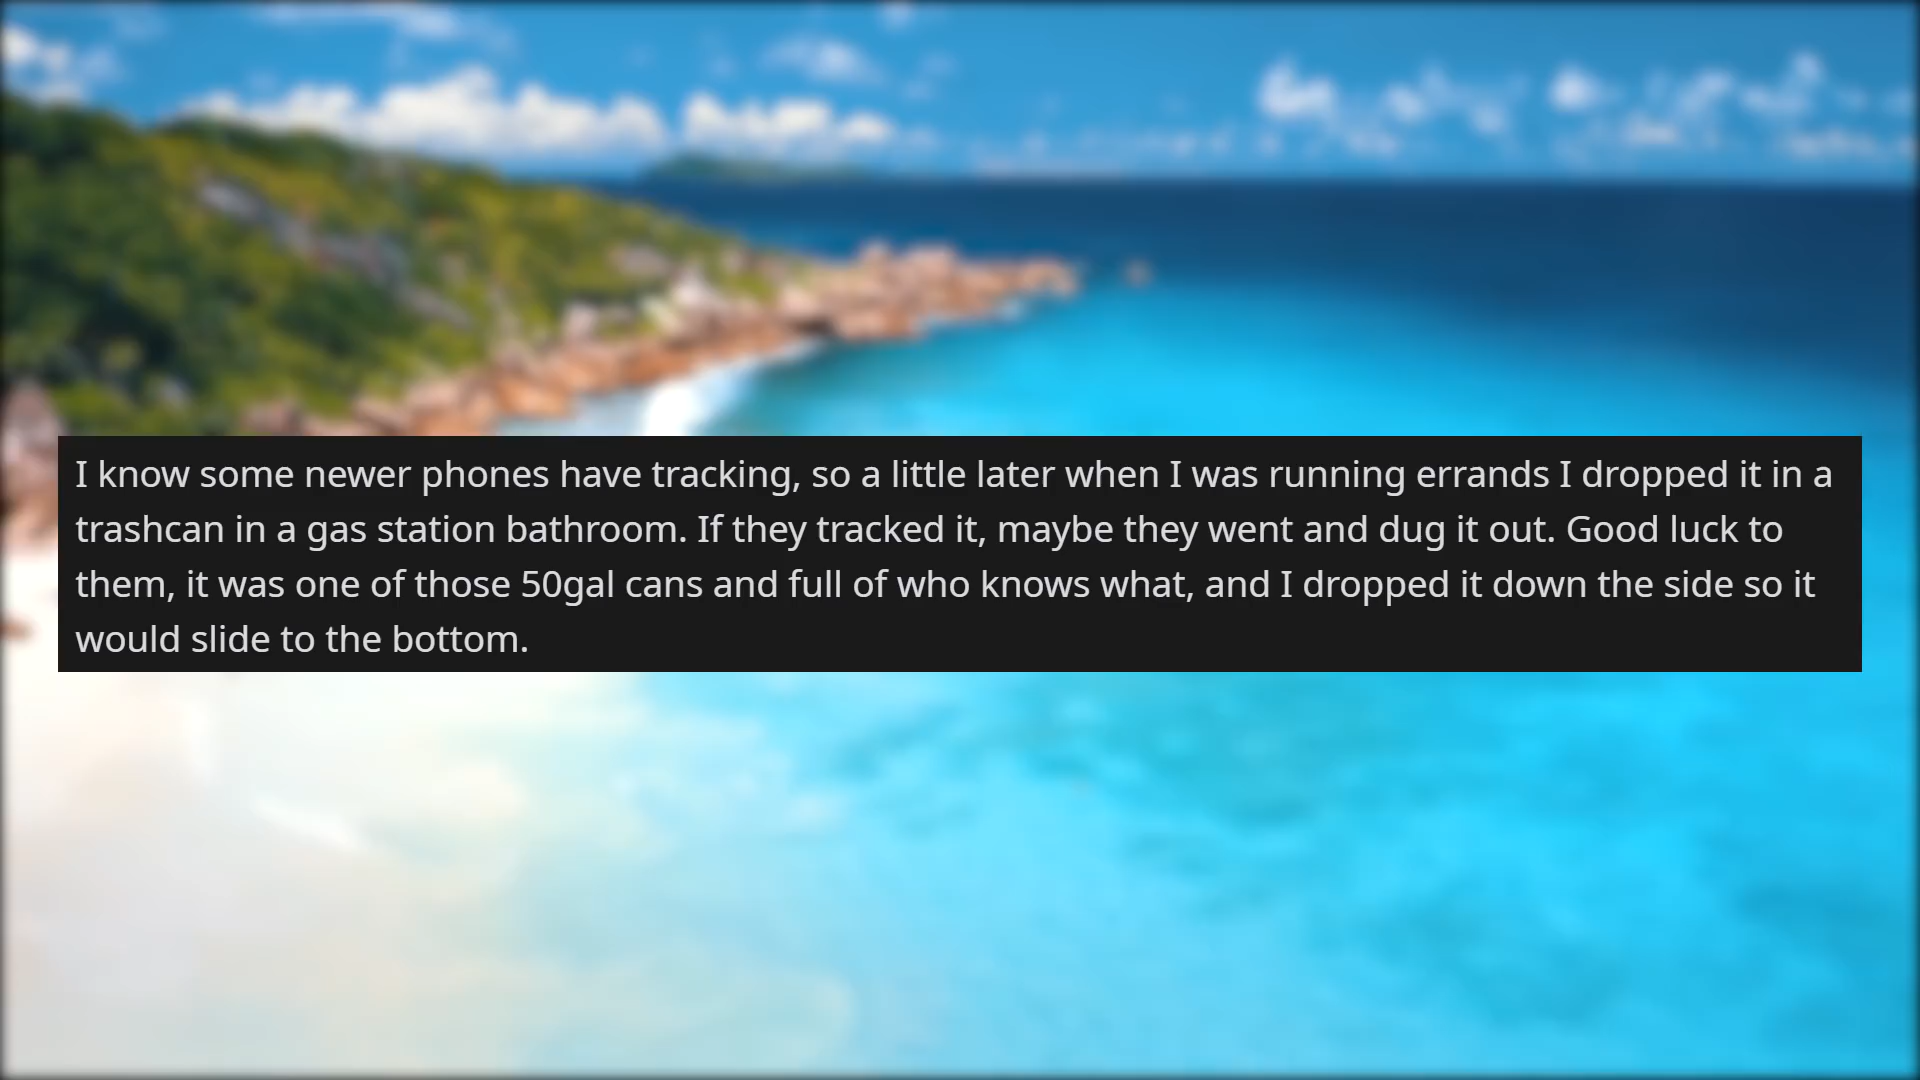 I know some newer phones have tracking, so a little later when I was running errands I dropped it in a
trashcan in a gas station bathroom. If they tracked it, maybe they went and dug it out. Good luck to
them, it was one of those 50gal cans and full of who knows what, and I dropped it down the side so it
would slide to the bottom.